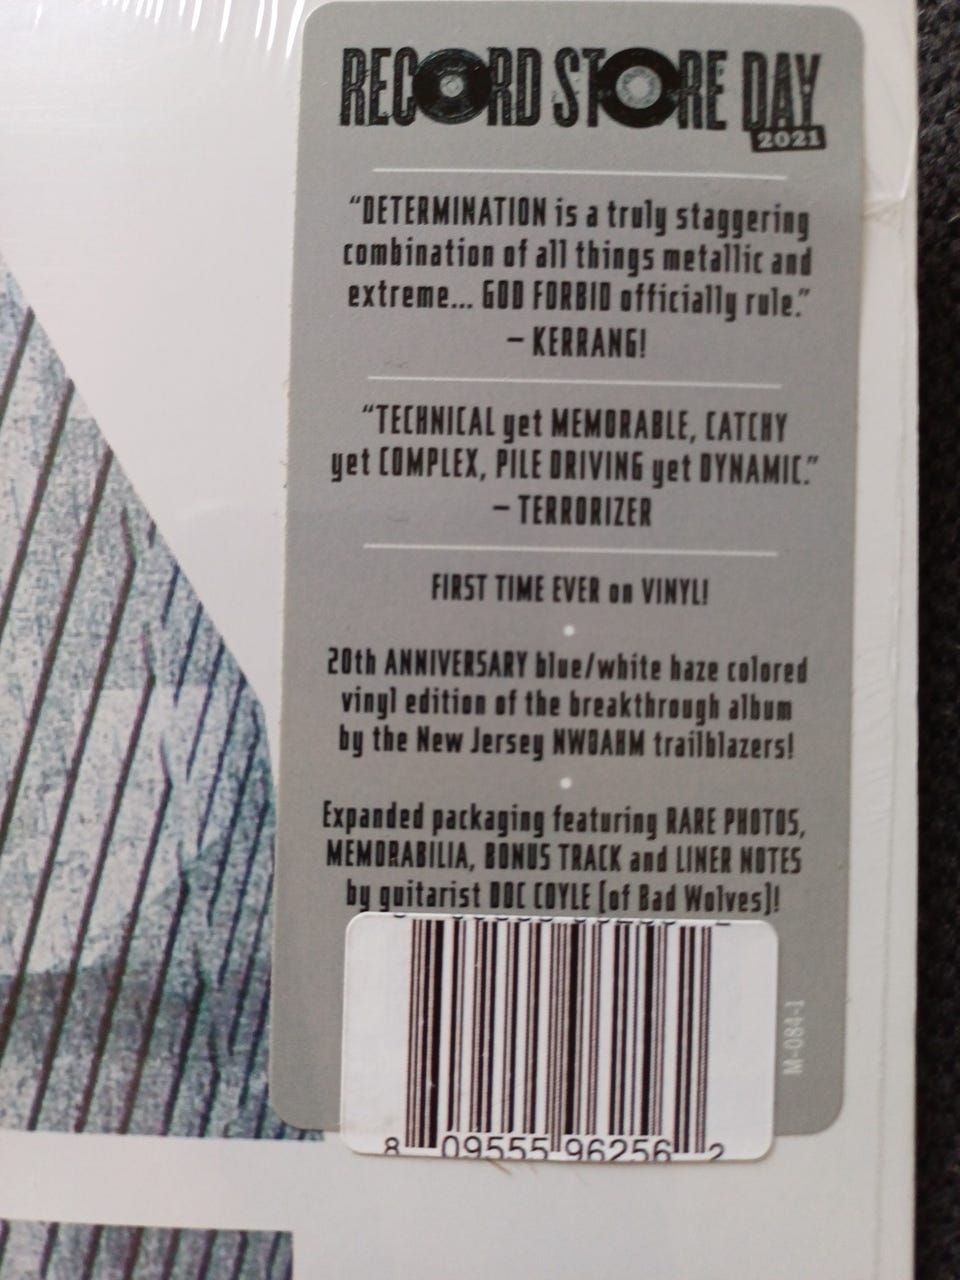 RECORD STORE DAY
2021
“DETERMINATION is a truly staggering
combination of all things metallic and
extreme... GOD FORBID officially rule.”
– KERRANG!
“TECHNICAL yet MEMORABLE, CATCHY
yet COMPLEX, PILE DRIVING yet DYNAMIC.”
– TERRORIZER
FIRST TIME EVER on VINYL!
20th ANNIVERSARY blue/white haze colored
vinyl edition of the breakthrough album
by the New Jersey NWOAHM trailblazers!
Expanded packaging featuring RARE PHOTOS,
MEMORABILIA, BONUS TRACK and LINER NOTES
by guitarist DOC COYLE [of Bad Wolves]!
M-084-1
8 09555 96256 2